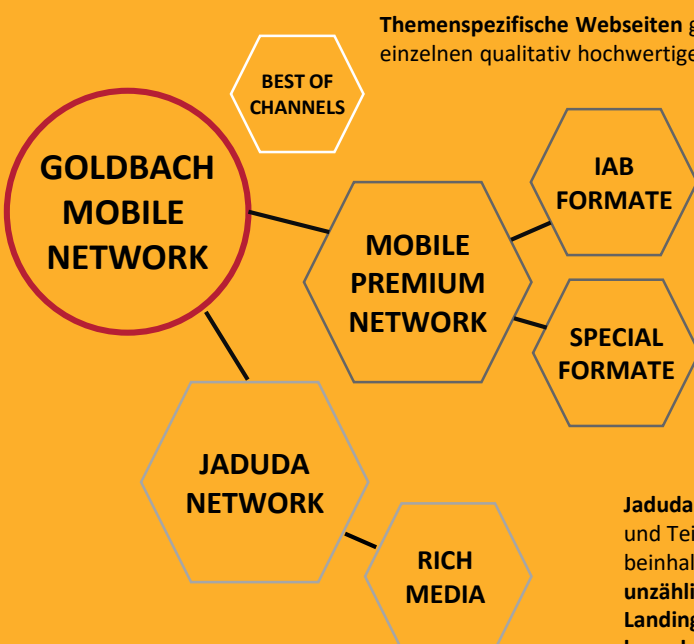 Themenspezifische Webseiten
einzelnen qualitativ hochwertige
BEST OF
CHANNELS
GOLDBACH
MOBILE
NETWORK
IAB
FORMATE
MOBILE
PREMIUM
NETWORK
SPECIAL
FORMATE
JADUDA
NETWORK
Jaduda
und Tei
beinhal
unzähli
Landing
RICH
MEDIA